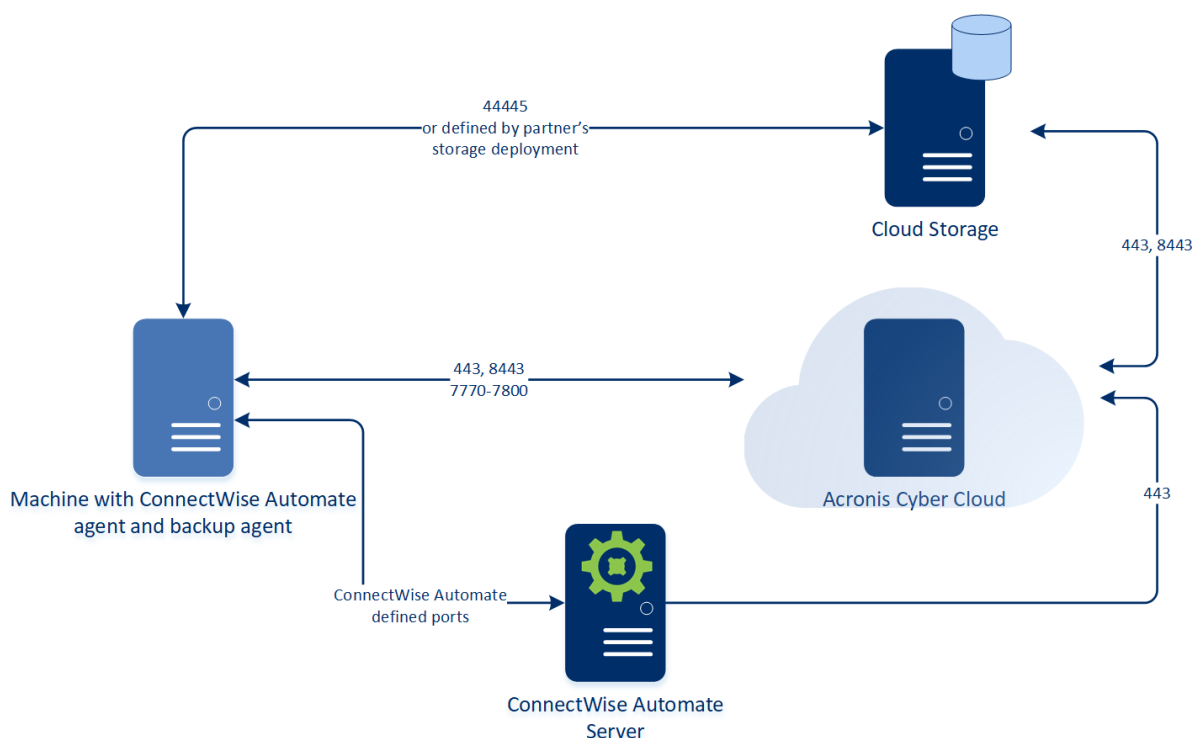 44445
or defined by partner's
storage deployment
Cloud Storage
443, 8443
443, 8443
7770-7800
Machine with ConnectWise Automate
agent and backup agent
Acronis Cyber Cloud
443
ConnectWise Automate
defined ports
ConnectWise Automate
Server